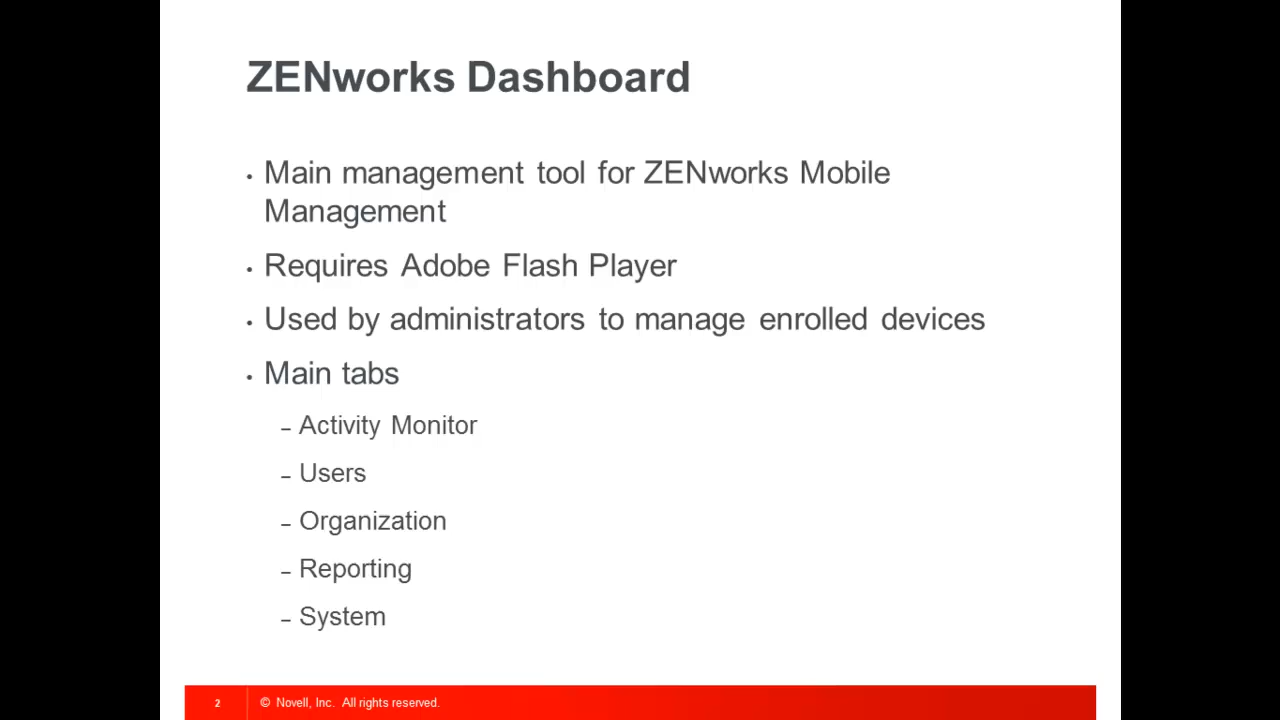 ZENworks Dashboard
• Main management tool for ZENworks Mobile
Management
• Requires Adobe Flash Player
• Used by administrators to manage enrolled devices
• Main tabs
– Activity Monitor
– Users
– Organization
– Reporting
– System
2 © Novell, Inc. All rights reserved.